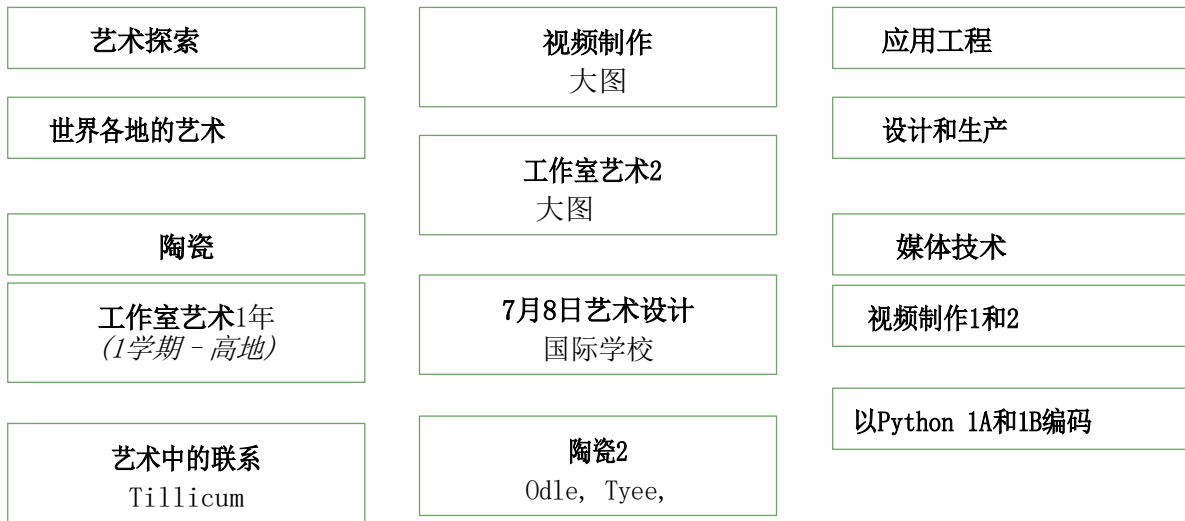 艺术探索
世界各地的艺术
陶瓷
工作室艺术1年
(1学期–高地)
艺术中的联系
Tillicum
视频制作
大图
工作室艺术2
大图
7月8日艺术设计
国际学校
陶瓷2
Odle, Tyee,
应用工程
设计和生产
媒体技术
视频制作1和2
以Python 1A和1B编码